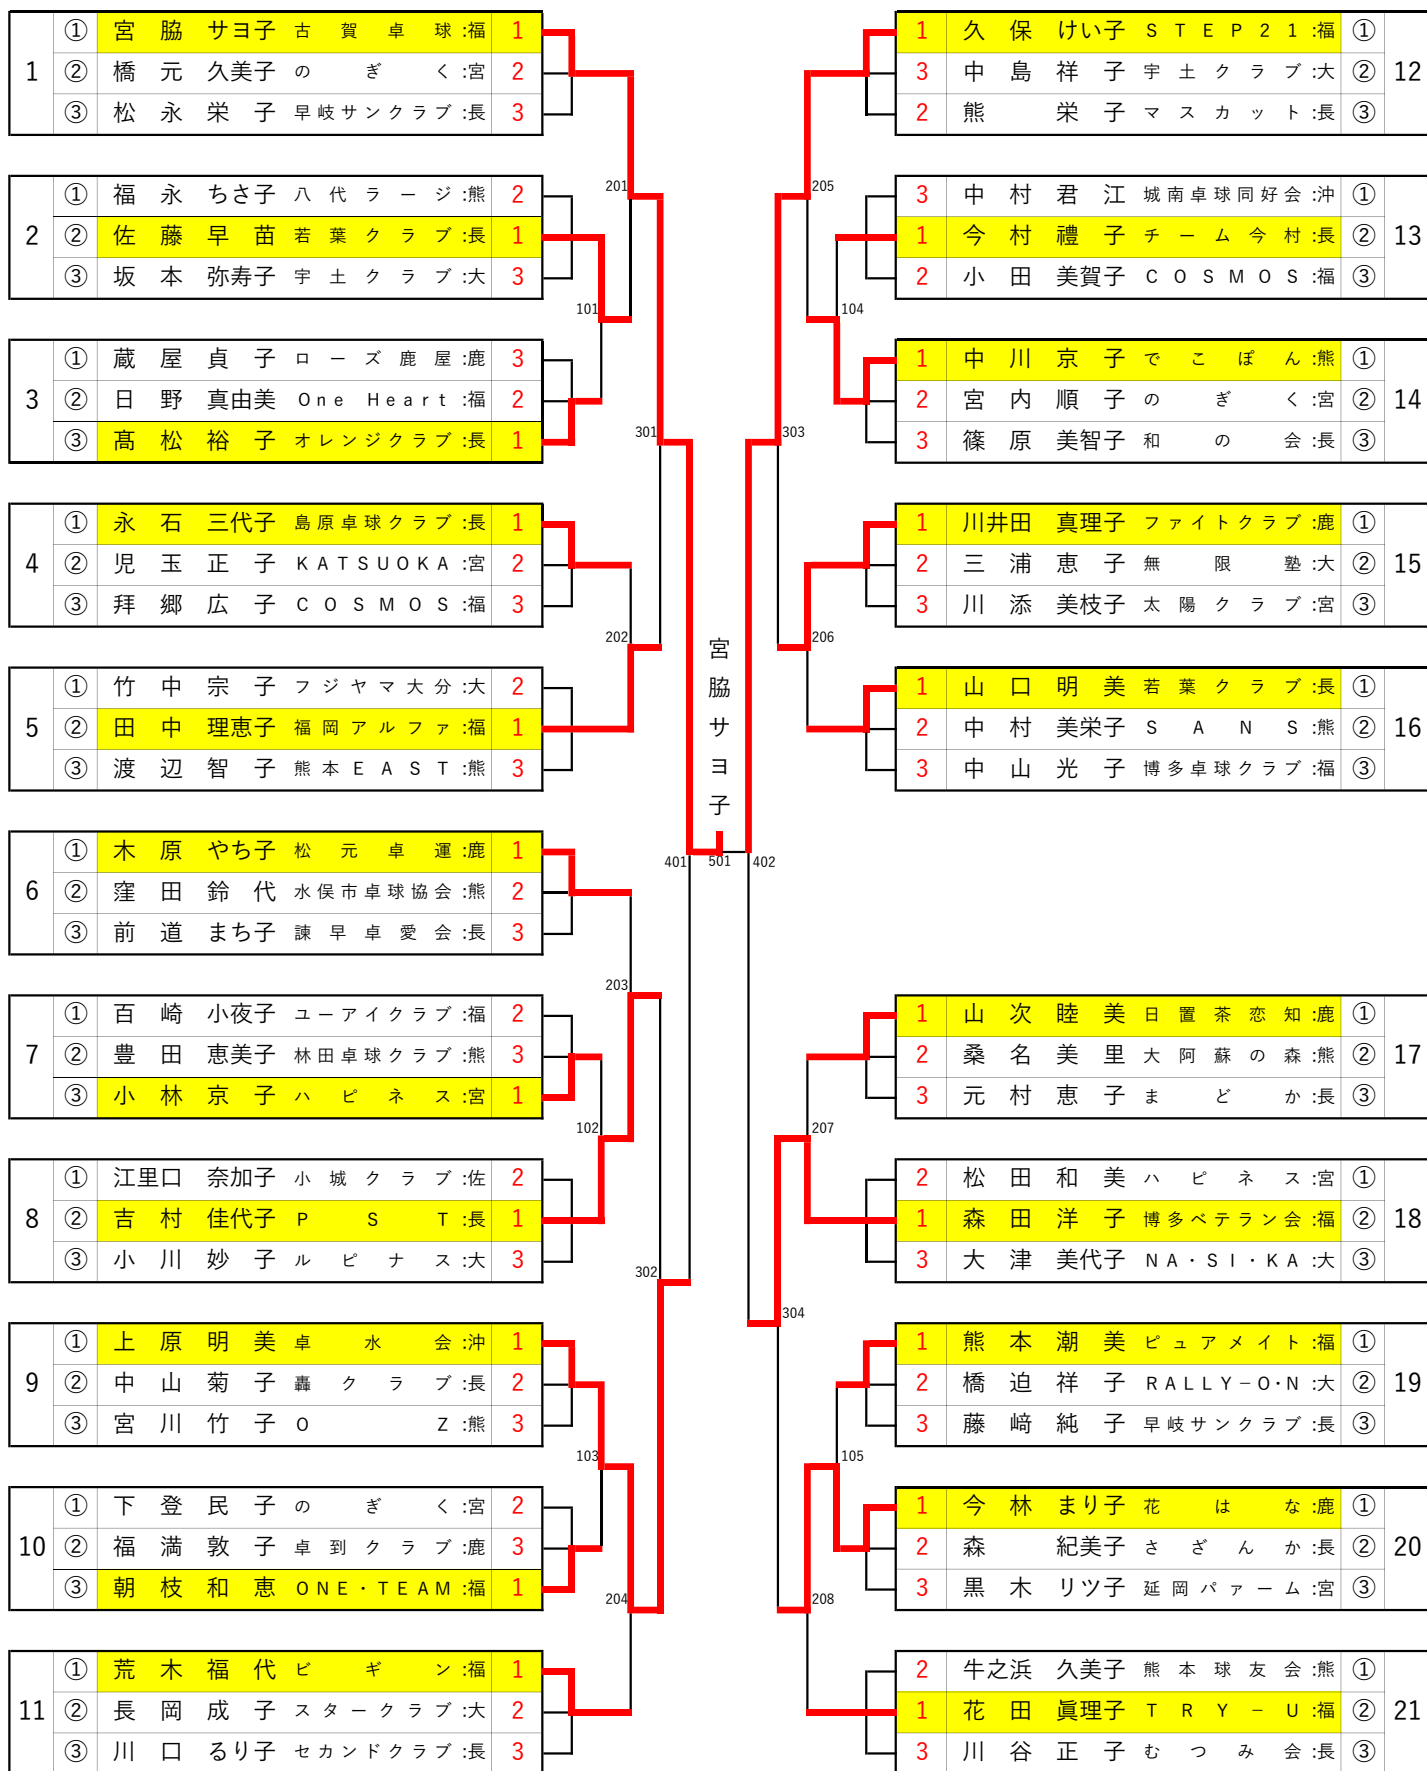 1
① 宮脇 サヨ子 古賀卓球 :福 1
② 橋元 久美子 のぎく :宮 2
③ 松永 栄子 早岐サンクラブ :長 3
2
① 福永 ちさ子 八代ラージ :熊 2
② 佐藤 早苗 若葉クラブ :長 1
③ 坂本 弥寿子 宇土クラブ :大 3
3
① 蔵屋 貞子 ローズ鹿屋 :鹿 3
② 日野 真由美 One Heart :福 2
③ 髙松 裕子 オレンジクラブ :長 1
4
① 永石 三代子 島原卓球クラブ :長 1
② 児玉 正子 KATSUOKA :宮 2
③ 拝郷 広子 COSMOS :福 3
5
① 竹中 宗子 フジヤマ大分 :大 2
② 田中 理恵子 福岡アルファ :福 1
③ 渡辺 智子 熊本EAST :熊 3
6
① 木原 やち子 松元卓運 :鹿 1
② 窪田 鈴代 水俣市卓球協会 :熊 2
③ 前道 まち子 諫早卓愛会 :長 3
7
① 百崎 小夜子 ユーアイクラブ :福 2
② 豊田 恵美子 林田卓球クラブ :熊 3
③ 小林 京子 ハピネス :宮 1
8
① 江里口 奈加子 小城クラブ :佐 2
② 吉村 佳代子 PST :長 1
③ 小川 妙子 ルピナス :大 3
9
① 上原 明美 卓水会 :沖 1
② 中山 菊子 轟クラブ :長 2
③ 宮川 竹子 OZ :熊 3
10
① 下登 民子 のぎく :宮 2
② 福満 敦子 卓到クラブ :鹿 3
③ 朝枝 和恵 ONE・TEAM :福 1
11
① 荒木 福代 ビギン :福 1
② 長岡 成子 スタークラブ :大 2
③ 川口 るり子 セカンドクラブ :長 3
201
101
301
202
203
102
302
103
204
宮脇サヨ子
401
501
402
205
104
303
206
207
304
105
208
1 久保 けい子 STEP21 :福 ①
3 中島 祥子 宇土クラブ :大 ②
2 熊 栄子 マスカット :長 ③
12
3 中村 君江 城南卓球同好会 :沖 ①
1 今村 禮子 チーム今村 :長 ②
2 小田 美賀子 COSMOS :福 ③
13
1 中川 京子 でこぽん :熊 ①
2 宮内 順子 のぎく :宮 ②
3 篠原 美智子 和の会 :長 ③
14
1 川井田 真理子 ファイトクラブ :鹿 ①
2 三浦 恵子 無限塾 :大 ②
3 川添 美枝子 太陽クラブ :宮 ③
15
1 山口 明美 若葉クラブ :長 ①
2 中村 美栄子 SANS :熊 ②
3 中山 光子 博多卓球クラブ :福 ③
16
1 山次 睦美 日置茶恋知 :鹿 ①
2 桑名 美里 大阿蘇の森 :熊 ②
3 元村 恵子 まどか :長 ③
17
2 松田 和美 ハピネス :宮 ①
1 森田 洋子 博多ベテラン会 :福 ②
3 大津 美代子 NA・SI・KA :大 ③
18
1 熊本 潮美 ピュアメイト :福 ①
2 橋迫 祥子 RALLY－O・N :大 ②
3 藤﨑 純子 早岐サンクラブ :長 ③
19
1 今林 まり子 花はな :鹿 ①
2 森 紀美子 さざんか :長 ②
3 黒木 リツ子 延岡パァーム :宮 ③
20
2 牛之浜 久美子 熊本球友会 :熊 ①
1 花田 眞理子 TRY－U :福 ②
3 川谷 正子 むつみ会 :長 ③
21